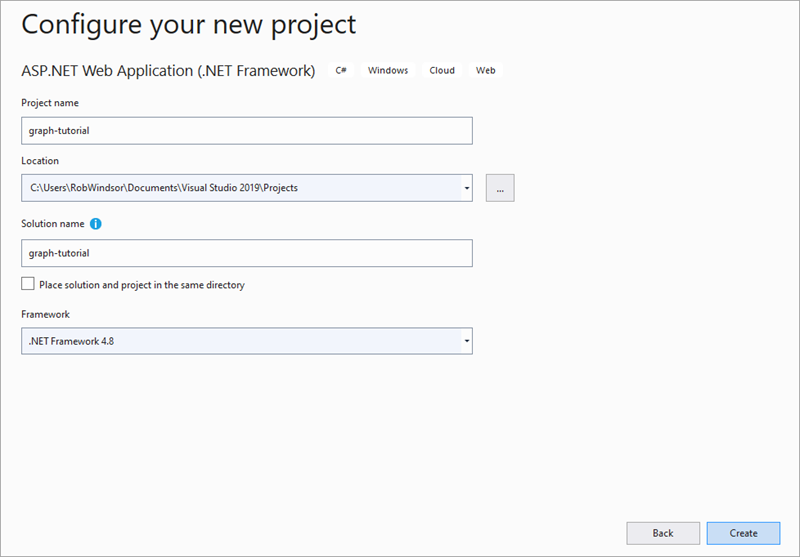 Configure your new project
ASP.NET Web Application (.NET Framework) C# Windows Cloud Web
Project name
graph-tutorial
Location
C:\Users\RobWindsor\Documents\Visual Studio 2019\Projects
...
Solution name
graph-tutorial
Place solution and project in the same directory
Framework
.NET Framework 4.8
Back Create